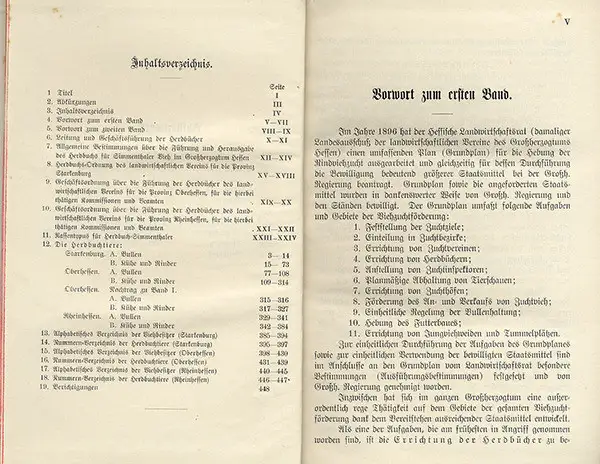 Inhaltsverzeichnis.
Seite
1 Titel I
2. Abkürzungen III
3. Inhaltsverzeichnis IV
4. Vorwort zum ersten Band V—VII
5. Vorwort zum zweiten Band VIII—IX
6. Leitung und Geschäftsführung der Herdbücher X—XI
7. Allgemeine Bestimmungen über die Führung und Herausgabe
des Herdbuchs für Simmenthaler Vieh im Großherzogtum Hessen XII—XIV
8. Herdbuch-Ordnung des landwirtschaftlichen Vereins für die Provinz
Starkenburg XV—XVIII
9. Geschäftsordnung über die Führung der Herdbücher des land-
wirtschaftlichen Vereins für die Provinz Oberhessen, für die hierbei
thätigen Kommissionen und Beamten XIX—XX
10. Geschäftsordnung über die Führung der Herdbücher des land-
wirtschaftlichen Vereins für die Provinz Rheinhessen, für die hierbei
thätigen Kommissionen und Beamten XXI—XXII
11. Rassentypus für Herdbuch-Simmenthaler XXIII—XXIV
12. Die Herdbuchtiere:
Starkenburg. A. Bullen 3— 14
B. Kühe und Rinder 15— 73
Oberhessen. A. Bullen 77—108
B. Kühe und Rinder 109—314
Oberhessen. Nachtrag zu Band I.
A. Bullen 315—316
B. Kühe und Rinder 317—327
Rheinhessen. A. Bullen 329—341
B. Kühe und Rinder 342—384
13. Alphabetisches Verzeichnis der Viehbesitzer (Starkenburg) 385—394
14. Nummern-Verzeichnis der Herdbuchtiere (Starkenburg) 395—397
15. Alphabetisches Verzeichnis der Viehbesitzer (Oberhessen) 398—430
16. Nummern-Verzeichnis der Herdbuchtiere (Oberhessen) 431—439
17. Alphabetisches Verzeichnis der Viehbesitzer (Rheinhessen) 440—445
18. Nummern-Verzeichnis der Herdbuchtiere (Rheinhessen) 446—447
19. Berichtigungen 448
V
Vorwort zum ersten Band.
Im Jahre 1896 hat der Hessische Landwirtschaftsrat (damaliger
Landesausschuß der landwirtschaftlichen Vereine des Großherzogtums
Hessen) einen umfassenden Plan (Grundplan) für die Hebung der
Rindviehzucht ausgearbeitet und gleichzeitig für dessen Durchführung
die Bewilligung bedeutend größerer Staatsmittel bei der Großh.
Regierung beantragt. Grundplan sowie die angeforderten Staats-
mittel wurden in dankenswerter Weise von Großh. Regierung und
den Ständen bewilligt. Der Grundplan umfaßt folgende Aufgaben
und Gebiete der Viehzuchtförderung:
1. Feststellung der Zuchtziele;
2. Einteilung in Zuchtbezirke;
3. Errichtung von Zuchtvereinen;
4. Errichtung von Herdbüchern;
5. Anstellung von Zuchtinspektoren;
6. Planmäßige Abhaltung von Tierschauen;
7. Errichtung von Zuchthöfen;
8. Förderung des An- und Verkaufs von Zuchtvieh;
9. Einheitliche Regelung der Bullenhaltung;
10. Hebung des Futterbaues;
11. Errichtung von Jungviehweiden und Tummelplätzen.
Zur einheitlichen Durchführung der Aufgaben des Grundplanes
sowie zur einheitlichen Verwendung der bewilligten Staatsmittel sind
im Anschlusse an den Grundplan vom Landwirtschaftsrat besondere
Bestimmungen (Ausführungsbestimmungen) festgesetzt und von
Großh. Regierung genehmigt worden.
Inzwischen hat sich im ganzen Großherzogtum eine außer-
ordentlich rege Thätigkeit auf dem Gebiete der gesamten Viehzucht-
förderung dank dem Bereitstehen ausreichender Staatsmittel entwickelt.
Als eine der Aufgaben, die am frühesten in Angriff genommen
worden sind, ist die Errichtung der Herdbücher zu be-